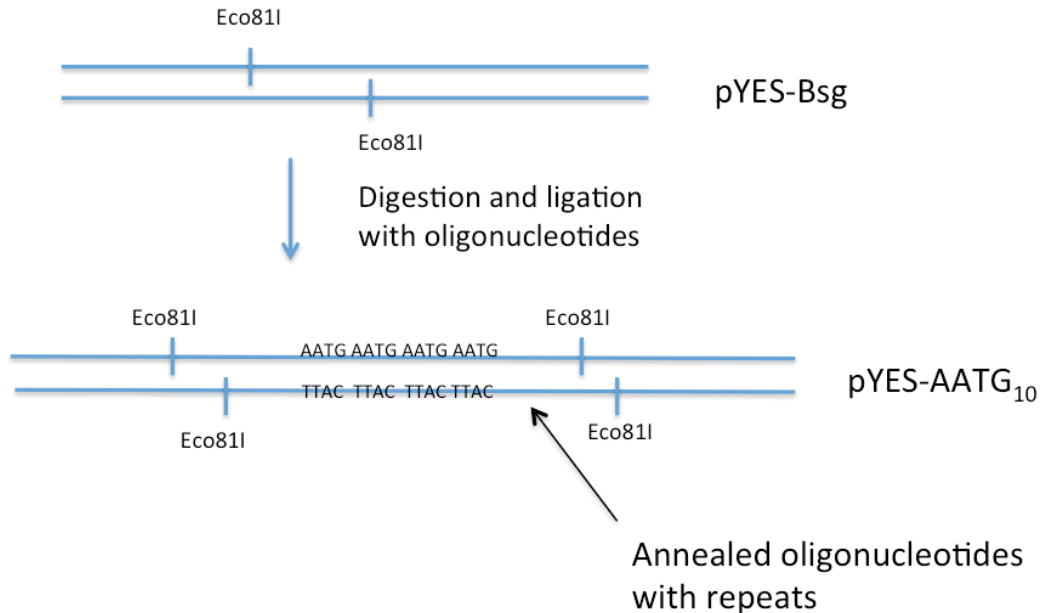 Eco81I
pYES-Bsg
Eco81I
Digestion and ligation
with oligonucleotides
Eco81I
Eco81I
AATG AATG AATG AATG
pYES-AATG10
TTAC TTAC TTAC TTAC
Eco81I
Eco81I
Annealed oligonucleotides
with repeats